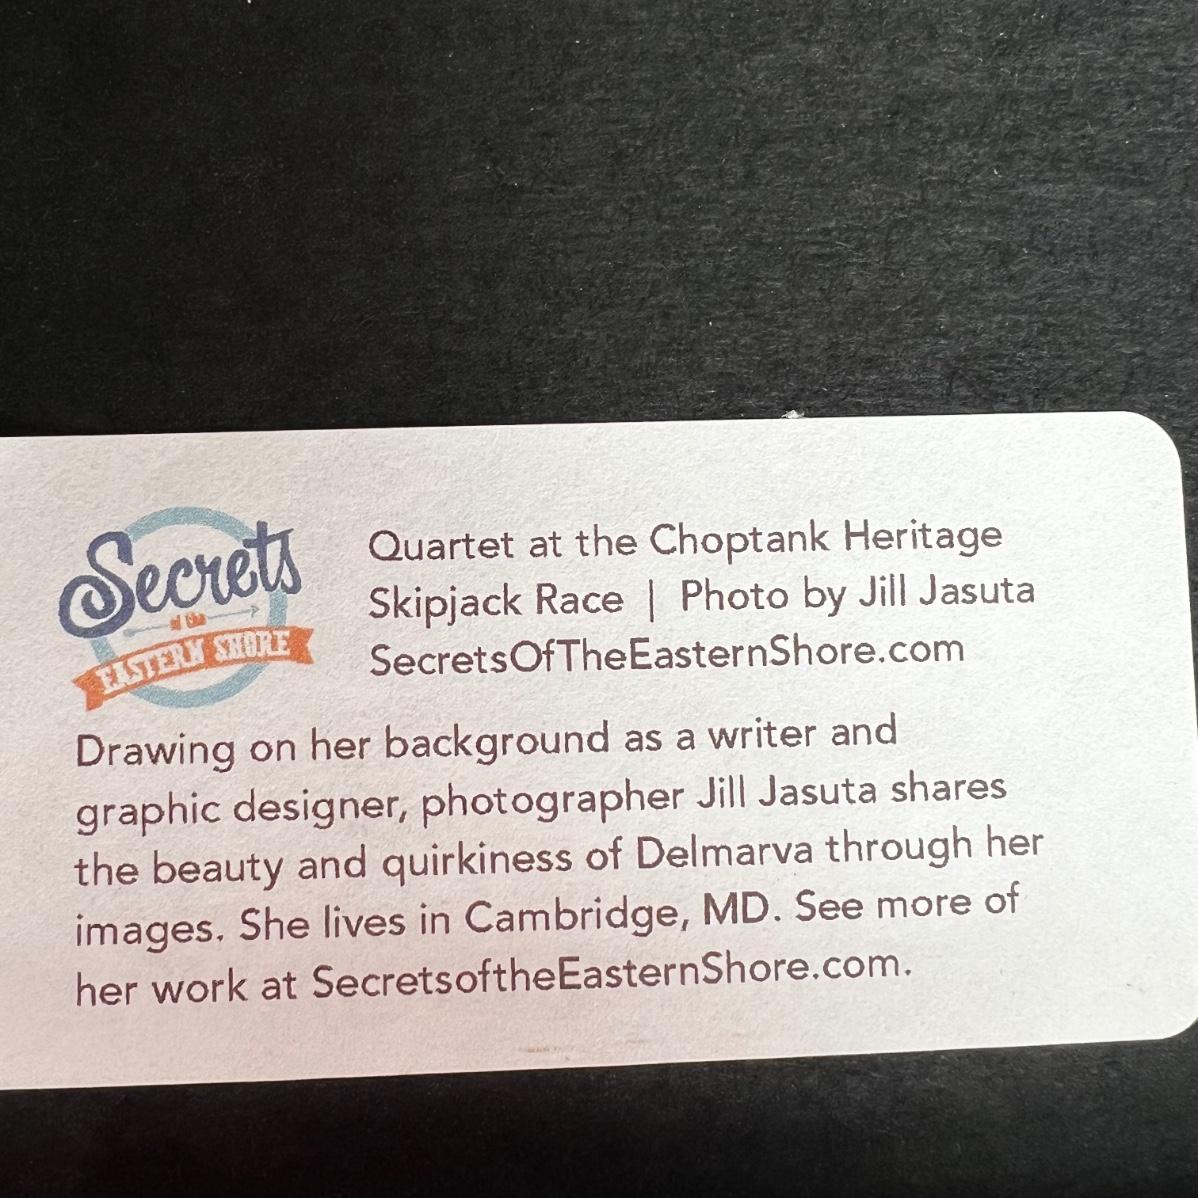 Secrets
of the
EASTERN SHORE
Quartet at the Choptank Heritage
Skipjack Race | Photo by Jill Jasuta
SecretsOfTheEasternShore.com
Drawing on her background as a writer and
graphic designer, photographer Jill Jasuta shares
the beauty and quirkiness of Delmarva through her
images. She lives in Cambridge, MD. See more of
her work at SecretsoftheEasternShore.com.